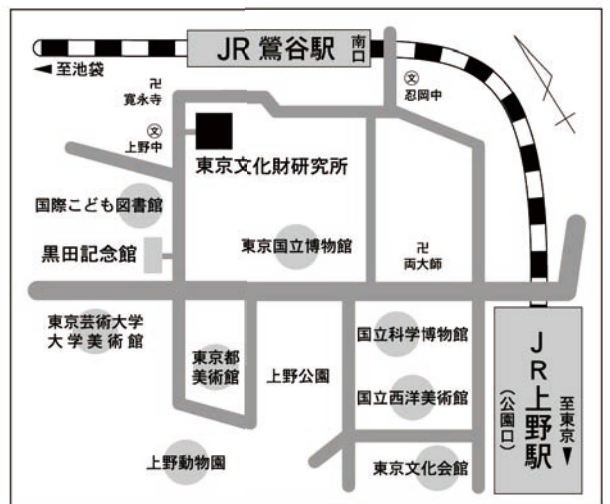 JR 鶯谷駅 南口
◀至池袋
卍
寛永寺
文
忍岡中
文
上野中
東京文化財研究所
国際こども図書館
黒田記念館
東京国立博物館
卍
両大師
東京芸術大学
大学美術館
東京都
美術館
上野公園
国立科学博物館
国立西洋美術館
上野動物園
東京文化会館
JR上野駅
(公園口)
至東京▼